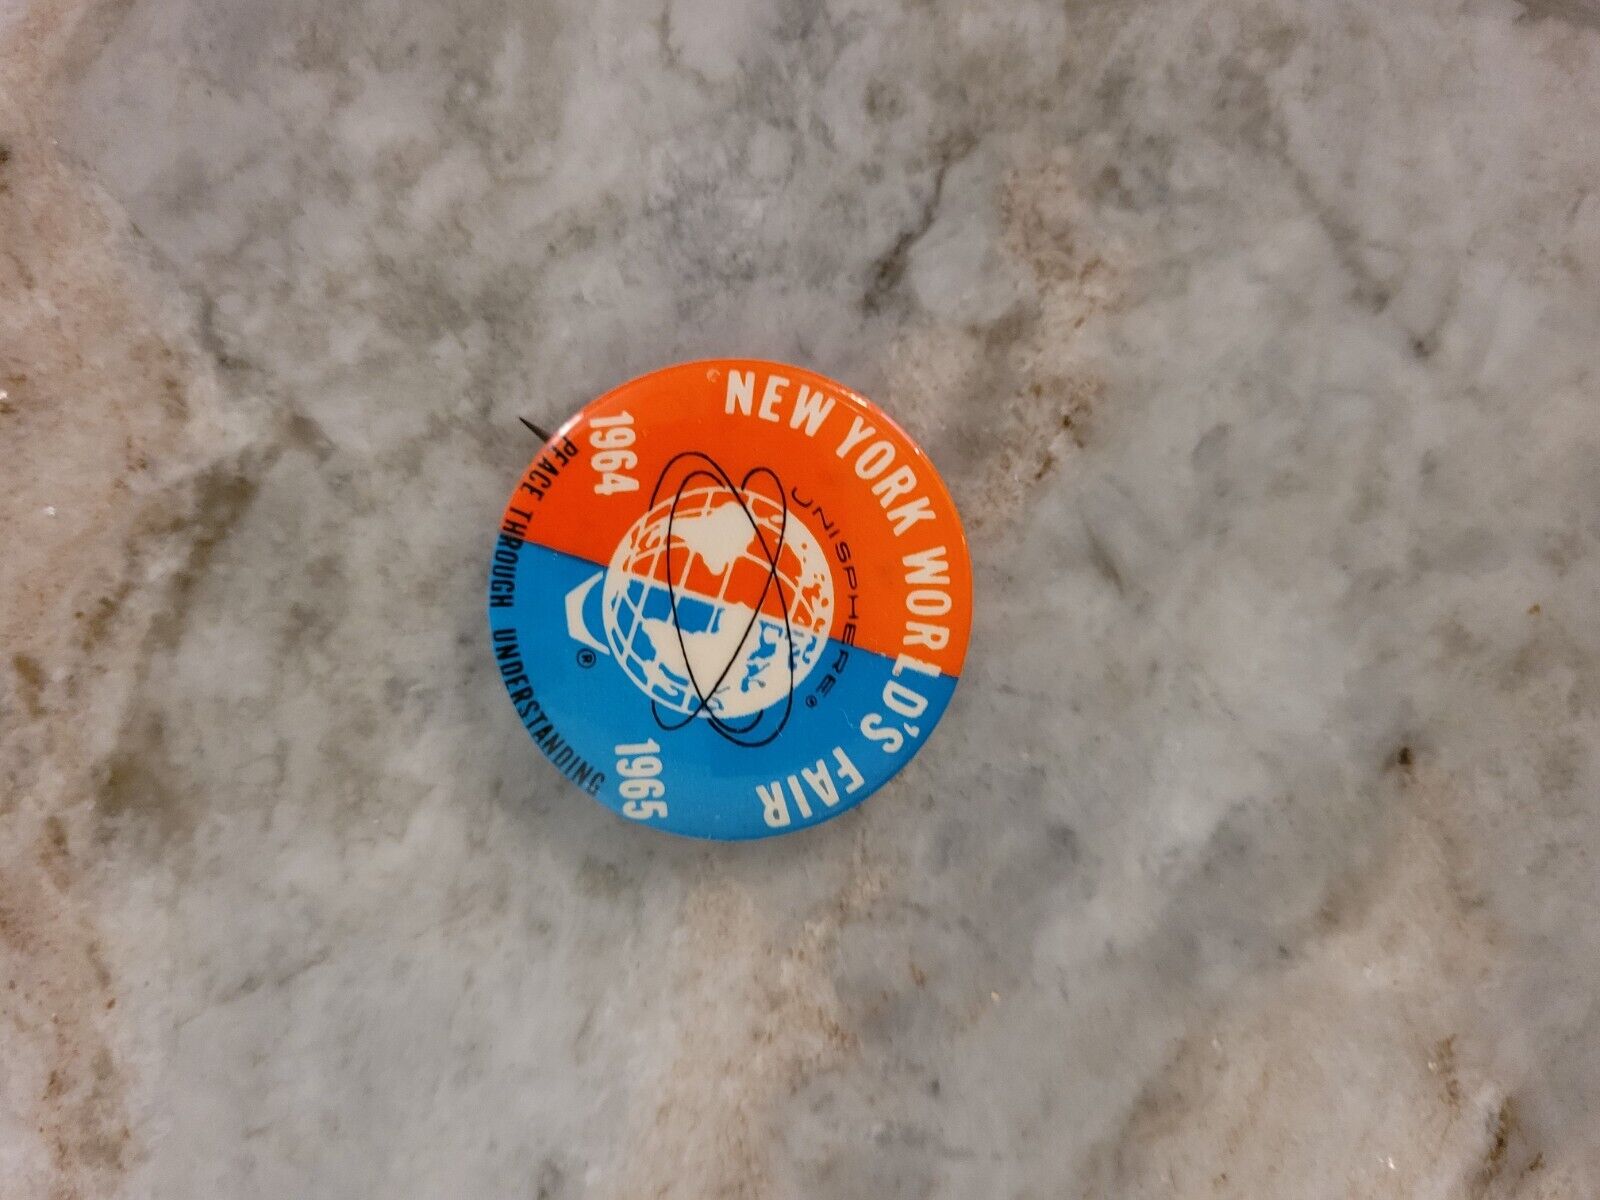 NEW YORK WORLD'S FAIR
UNISPHERE®
1964 1965
®
PEACE THROUGH UNDERSTANDING